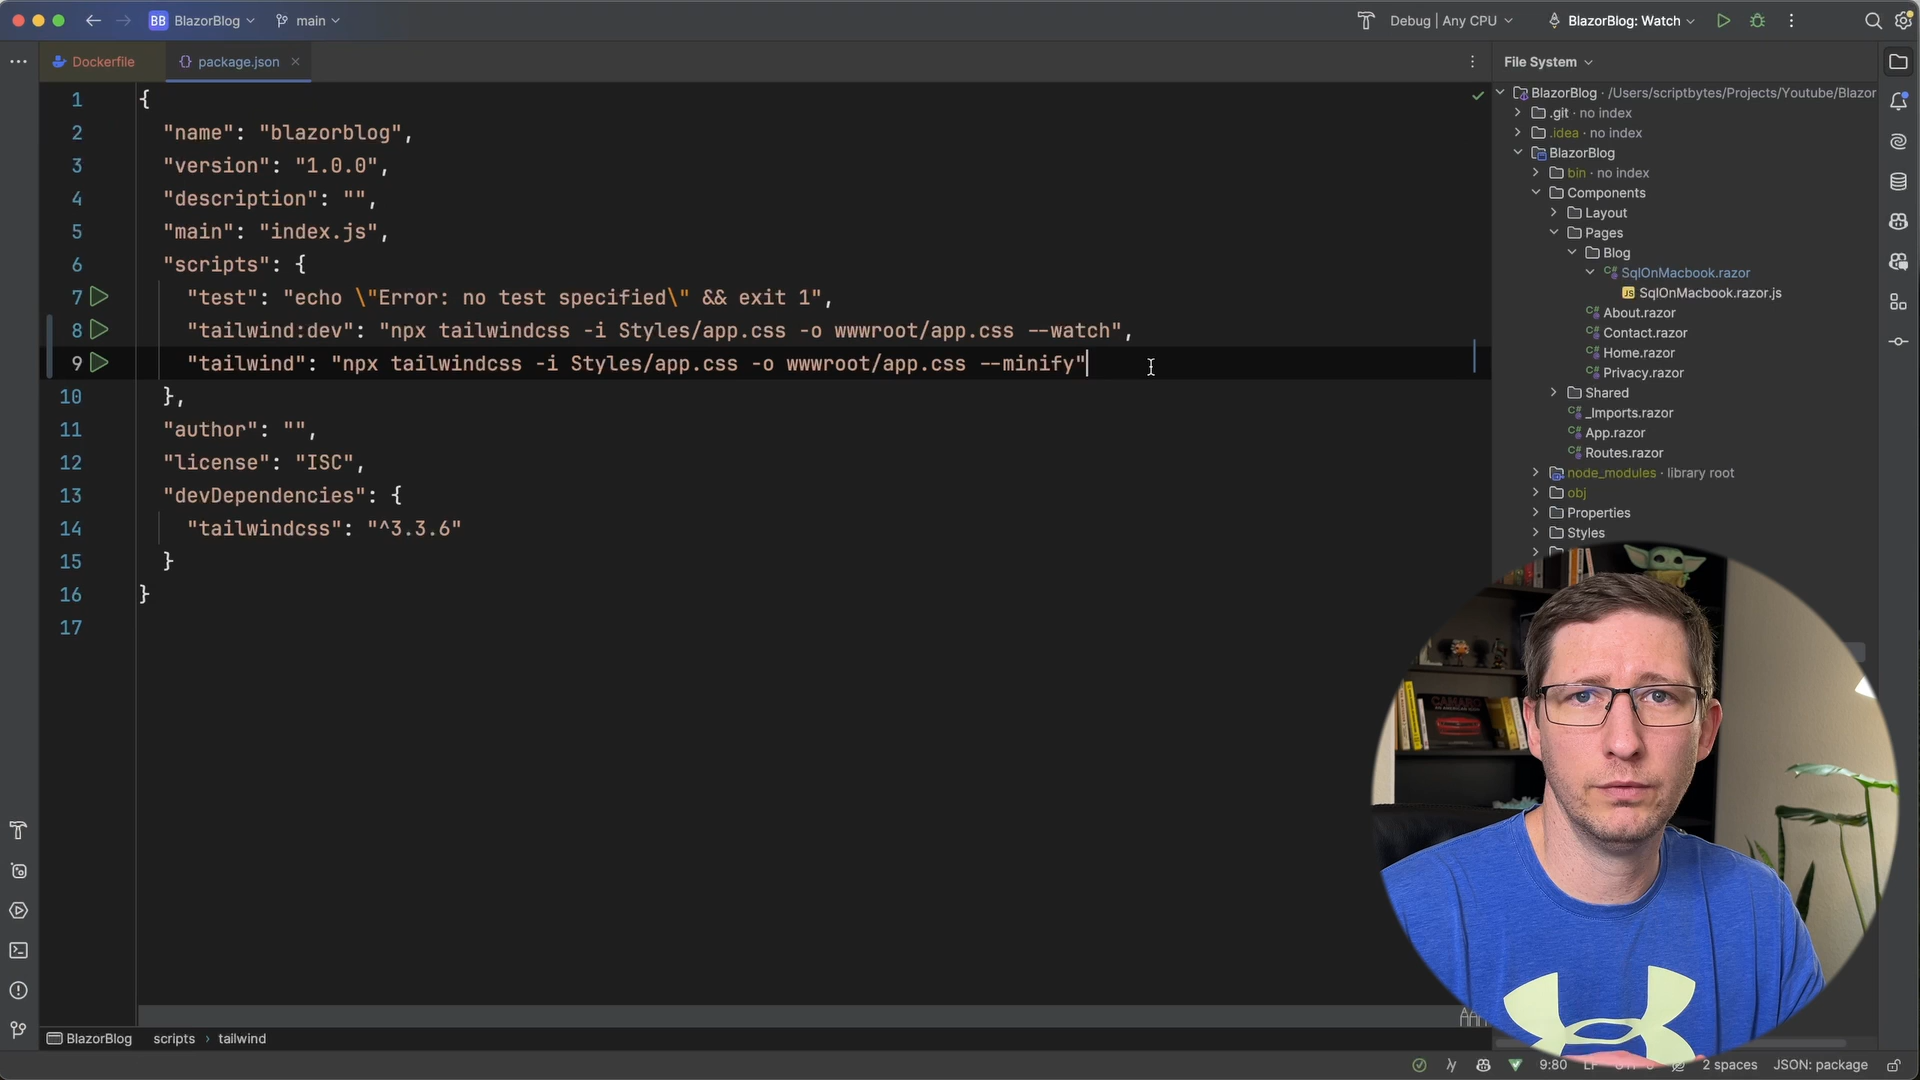 BB BlazorBlog main Debug | Any CPU BlazorBlog: Watch
Dockerfile package.json
1 {
2 "name": "blazorblog",
3 "version": "1.0.0",
4 "description": "",
5 "main": "index.js",
6 "scripts": {
7 "test": "echo \"Error: no test specified\" && exit 1",
8 "tailwind:dev": "npx tailwindcss -i Styles/app.css -o wwwroot/app.css --watch",
9 "tailwind": "npx tailwindcss -i Styles/app.css -o wwwroot/app.css --minify"
10 },
11 "author": "",
12 "license": "ISC",
13 "devDependencies": {
14 "tailwindcss": "^3.3.6"
15 }
16 }
17
File System
BlazorBlog · /Users/scriptbytes/Projects/Youtube/Blazor
.git · no index
.idea · no index
BlazorBlog
bin · no index
Components
Layout
Pages
Blog
SqlOnMacbook.razor
JS SqlOnMacbook.razor.js
About.razor
Contact.razor
Home.razor
Privacy.razor
Shared
_Imports.razor
App.razor
Routes.razor
node_modules · library root
obj
Properties
Styles
CAMARO
BlazorBlog scripts › tailwind
9:80 LF 2 spaces JSON: package